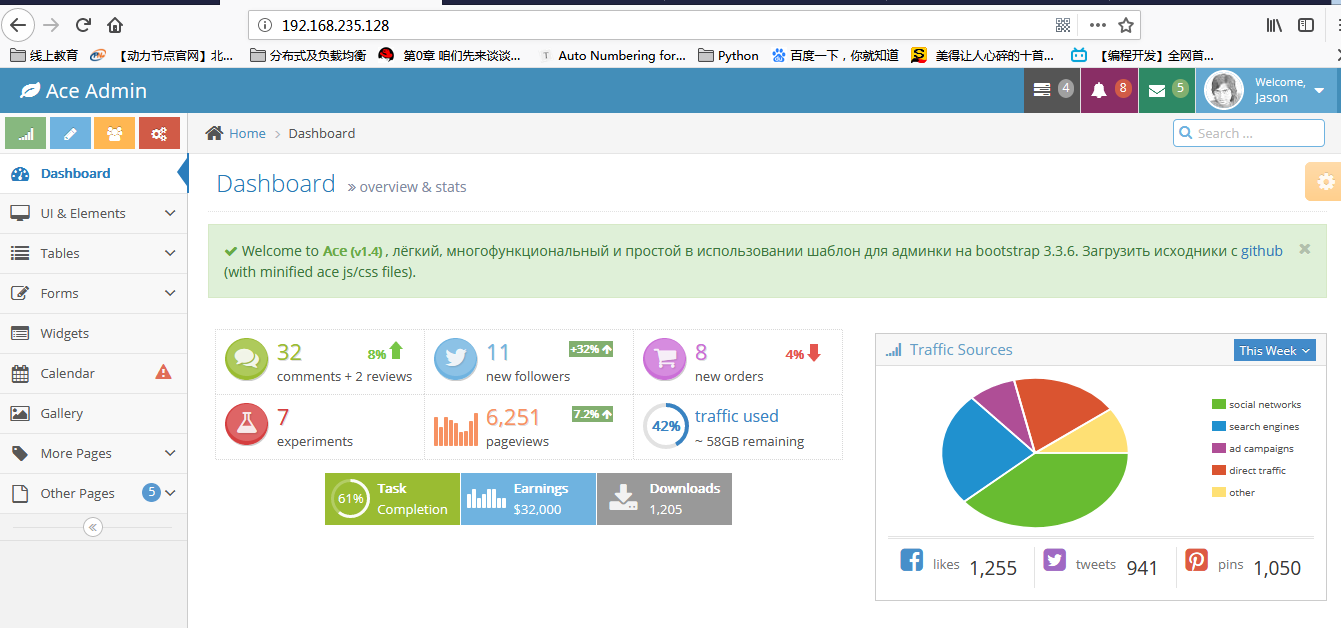 192.168.235.128
线上教育
【动力节点官网】北...
分布式及负载均衡
第0章 咱们先来谈谈...
T
Auto Numbering for...
Python
百度一下，你就知道
S
美得让人心碎的十首...
【编程开发】全网首...
Ace Admin
4
8
5
Welcome,
Jason
Home
Dashboard
Search ...
Dashboard
UI & Elements
Tables
Forms
Widgets
Calendar
Gallery
More Pages
Other Pages
5
Dashboard » overview & stats
Welcome to Ace (v1.4) , лёгкий, многофункциональный и простой в использовании шаблон для админки на bootstrap 3.3.6. Загрузить исходники с github
(with minified ace js/css files).
32
8%
comments + 2 reviews
11
+32%
new followers
8
4%
new orders
7
experiments
6,251
7.2%
pageviews
42%
traffic used
~ 58GB remaining
61%
Task
Completion
Earnings
$32,000
Downloads
1,205
Traffic Sources
This Week
social networks
search engines
ad campaigns
direct traffic
other
likes 1,255
tweets 941
pins 1,050